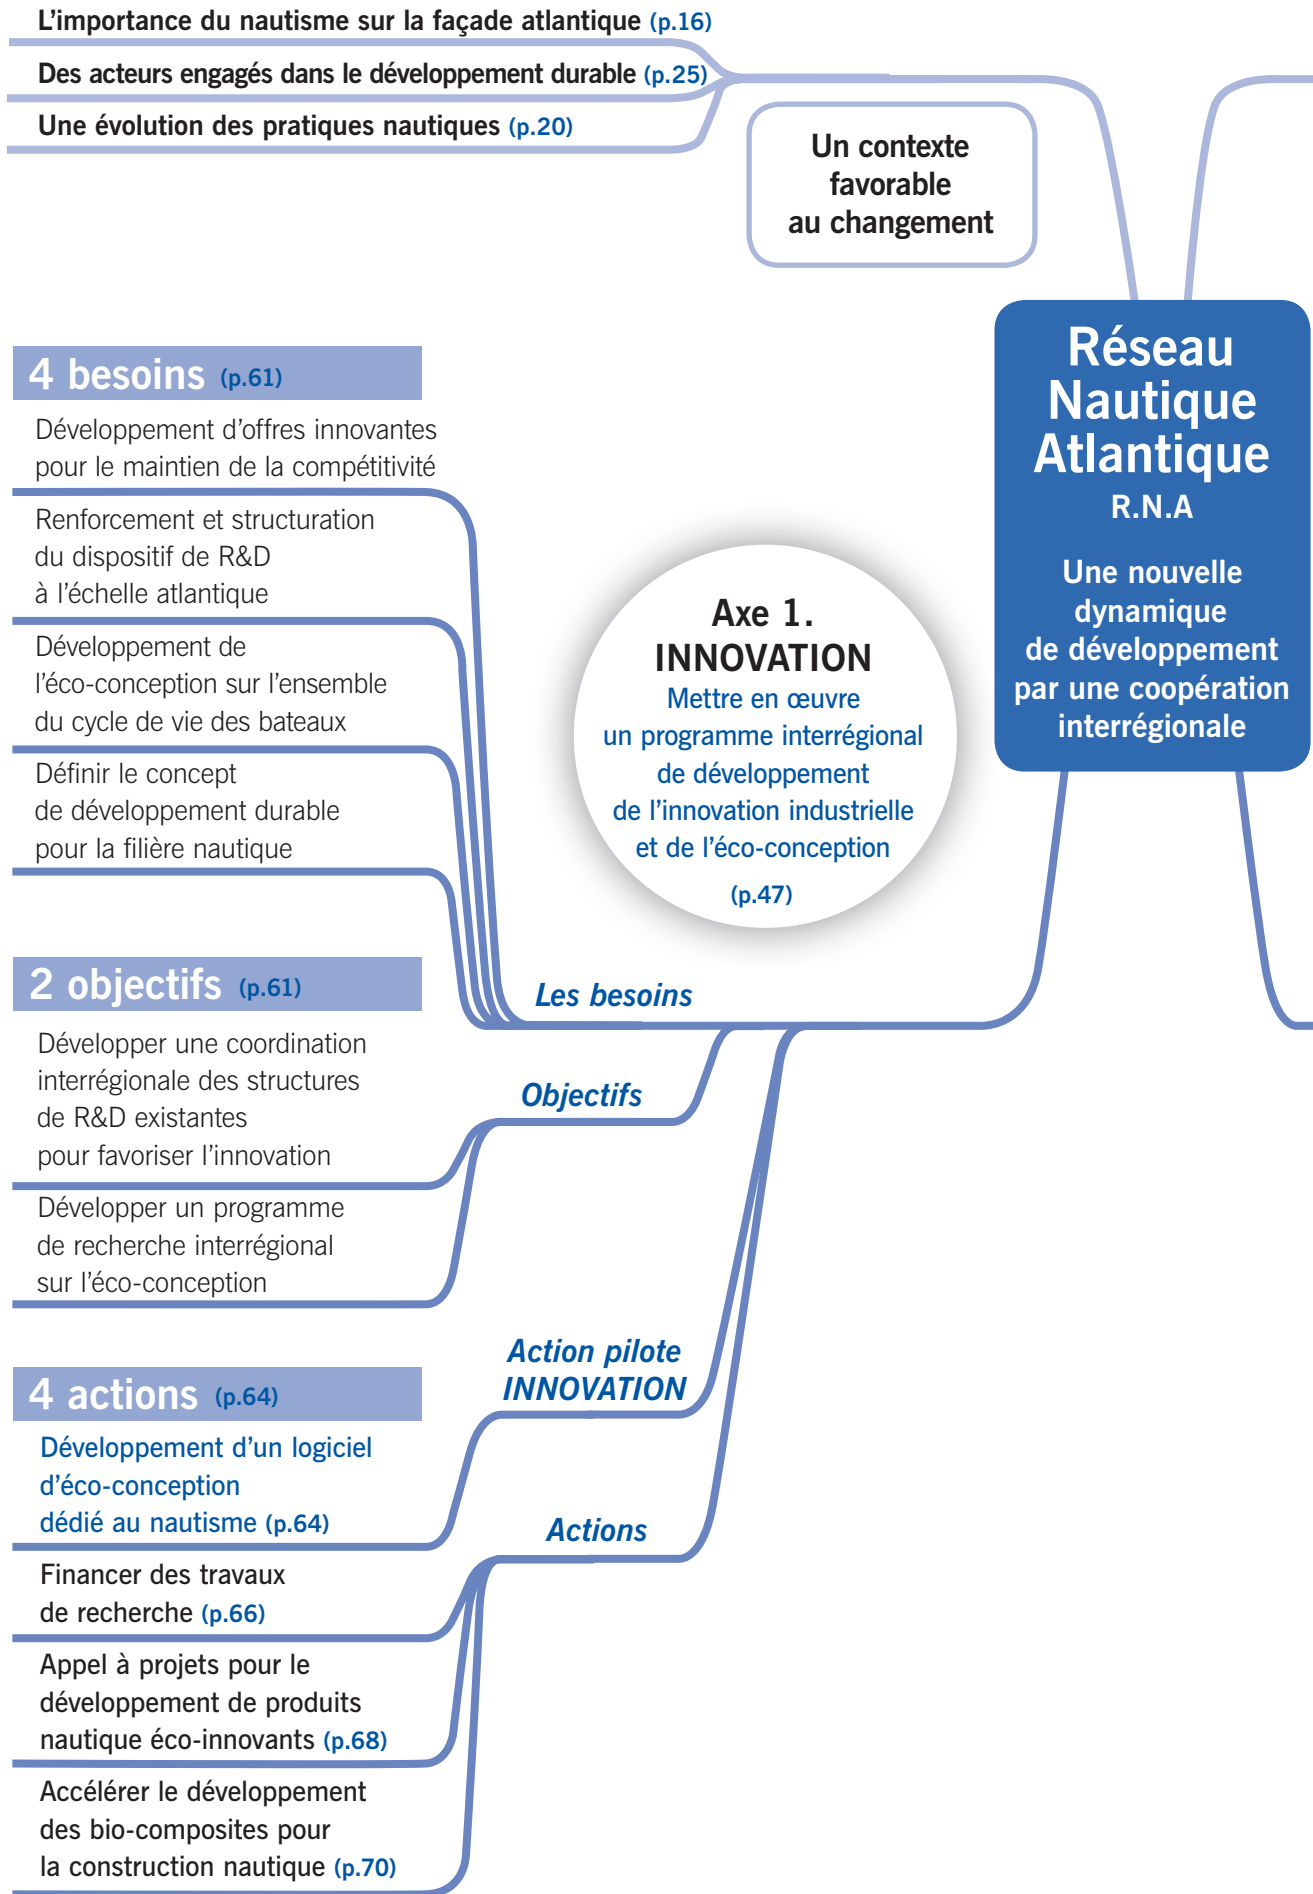 L’importance du nautisme sur la façade atlantique (p.16)
Des acteurs engagés dans le développement durable (p.25)
Une évolution des pratiques nautiques (p.20)
Un contexte
favorable
au changement
Réseau
Nautique
Atlantique
R.N.A
Une nouvelle
dynamique
de développement
par une coopération
interrégionale
4 besoins (p.61)
Développement d’offres innovantes
pour le maintien de la compétitivité
Renforcement et structuration
du dispositif de R&D
à l’échelle atlantique
Développement de
l’éco-conception sur l’ensemble
du cycle de vie des bateaux
Définir le concept
de développement durable
pour la filière nautique
Axe 1.
INNOVATION
Mettre en œuvre
un programme interrégional
de développement
de l’innovation industrielle
et de l’éco-conception
(p.47)
Les besoins
2 objectifs (p.61)
Développer une coordination
interrégionale des structures
de R&D existantes
pour favoriser l’innovation
Développer un programme
de recherche interrégional
sur l’éco-conception
Objectifs
Action pilote
INNOVATION
4 actions (p.64)
Développement d’un logiciel
d’éco-conception
dédié au nautisme (p.64)
Actions
Financer des travaux
de recherche (p.66)
Appel à projets pour le
développement de produits
nautique éco-innovants (p.68)
Accélérer le développement
des bio-composites pour
la construction nautique (p.70)